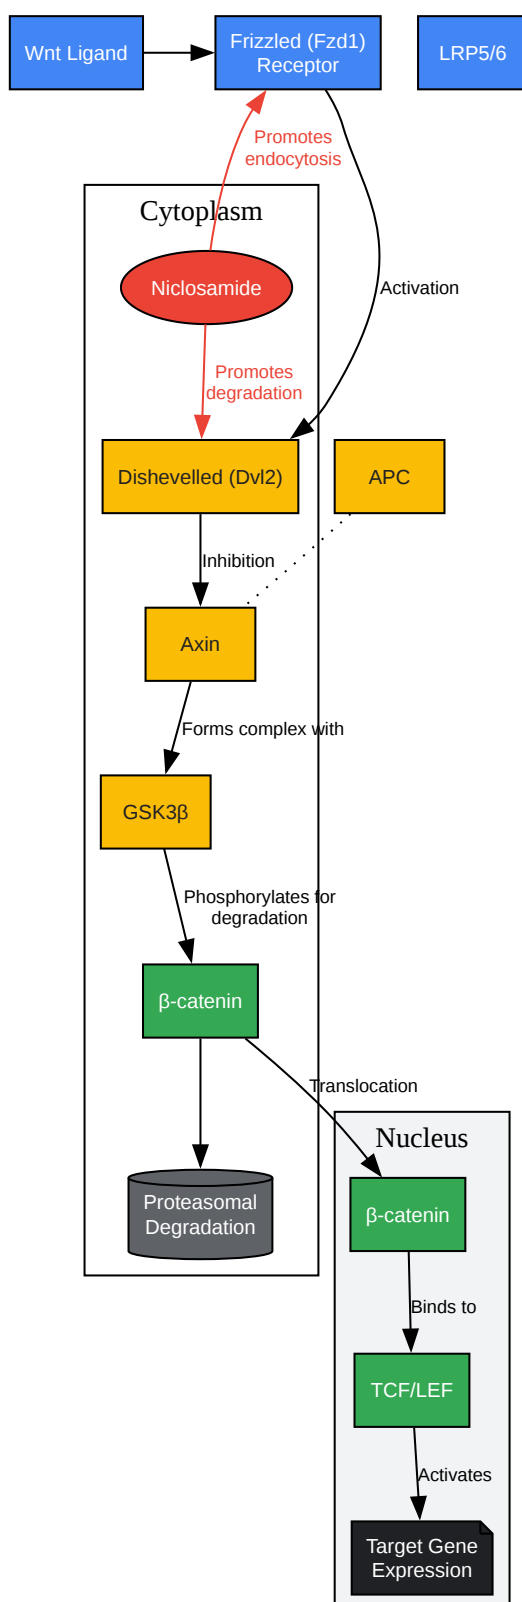 Wnt Ligand
Frizzled (Fzd1)
Receptor
LRP5/6
Promotes
endocytosis
Cytoplasm
Niclosamide
Activation
Promotes
degradation
Dishevelled (Dvl2)
APC
Inhibition
Axin
Forms complex with
GSK3β
Phosphorylates for
degradation
β-catenin
Translocation
Nucleus
Proteasomal
Degradation
β-catenin
Binds to
TCF/LEF
Activates
Target Gene
Expression